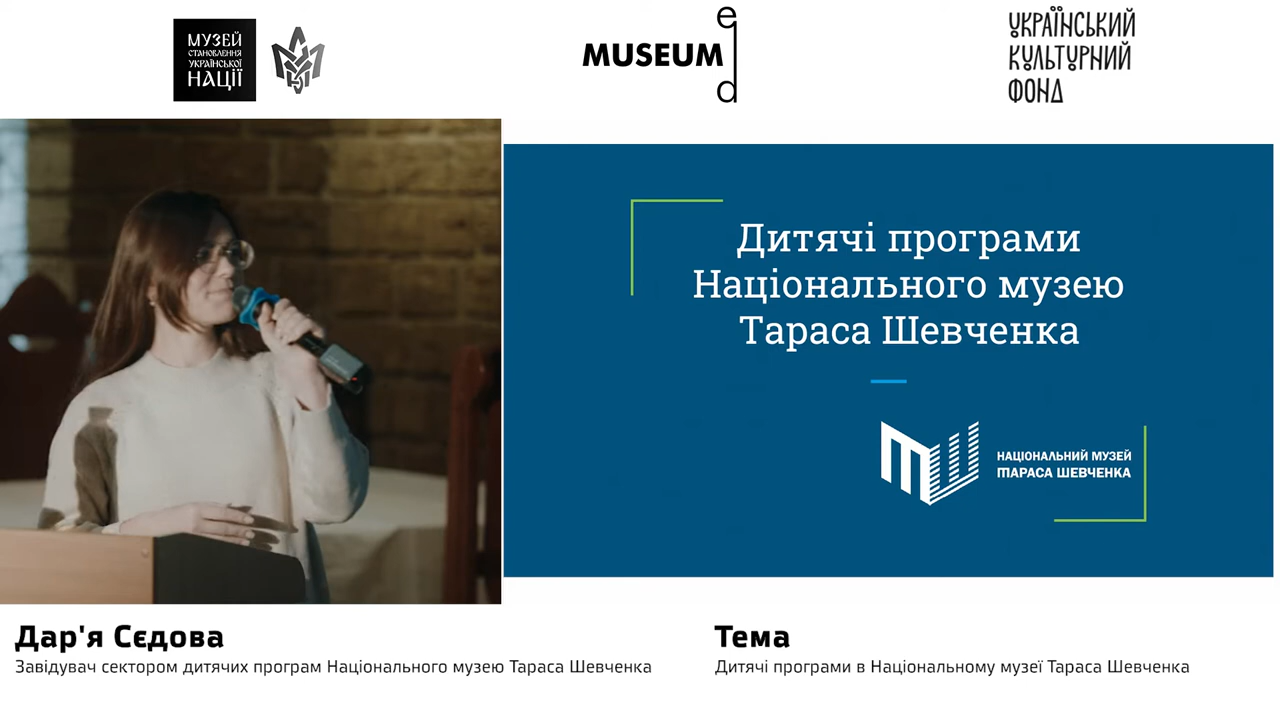 МУЗЕЙ
СТАНОВЛЕННЯ
УКРАЇНСЬКОЇ
НАЦІЇ
MUSEUM
ed
УКРАЇНСЬКИЙ
КУЛЬТУРНИЙ
ФОНД
Дитячі програми
Національного музею
Тараса Шевченка
НАЦІОНАЛЬНИЙ МУЗЕЙ
ТАРАСА ШЕВЧЕНКА
Дар'я Сєдова
Завідувач сектором дитячих програм Національного музею Тараса Шевченка
Тема
Дитячі програми в Національному музеї Тараса Шевченка